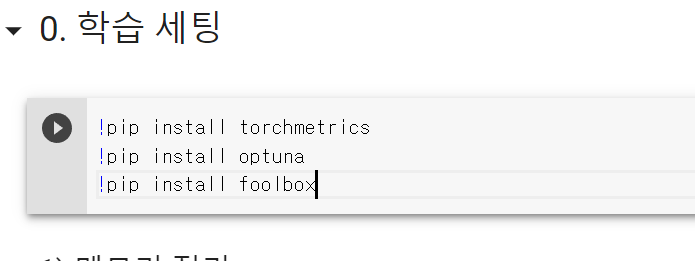 0. 학습 세팅
!pip install torchmetrics
!pip install optuna
!pip install foolbox